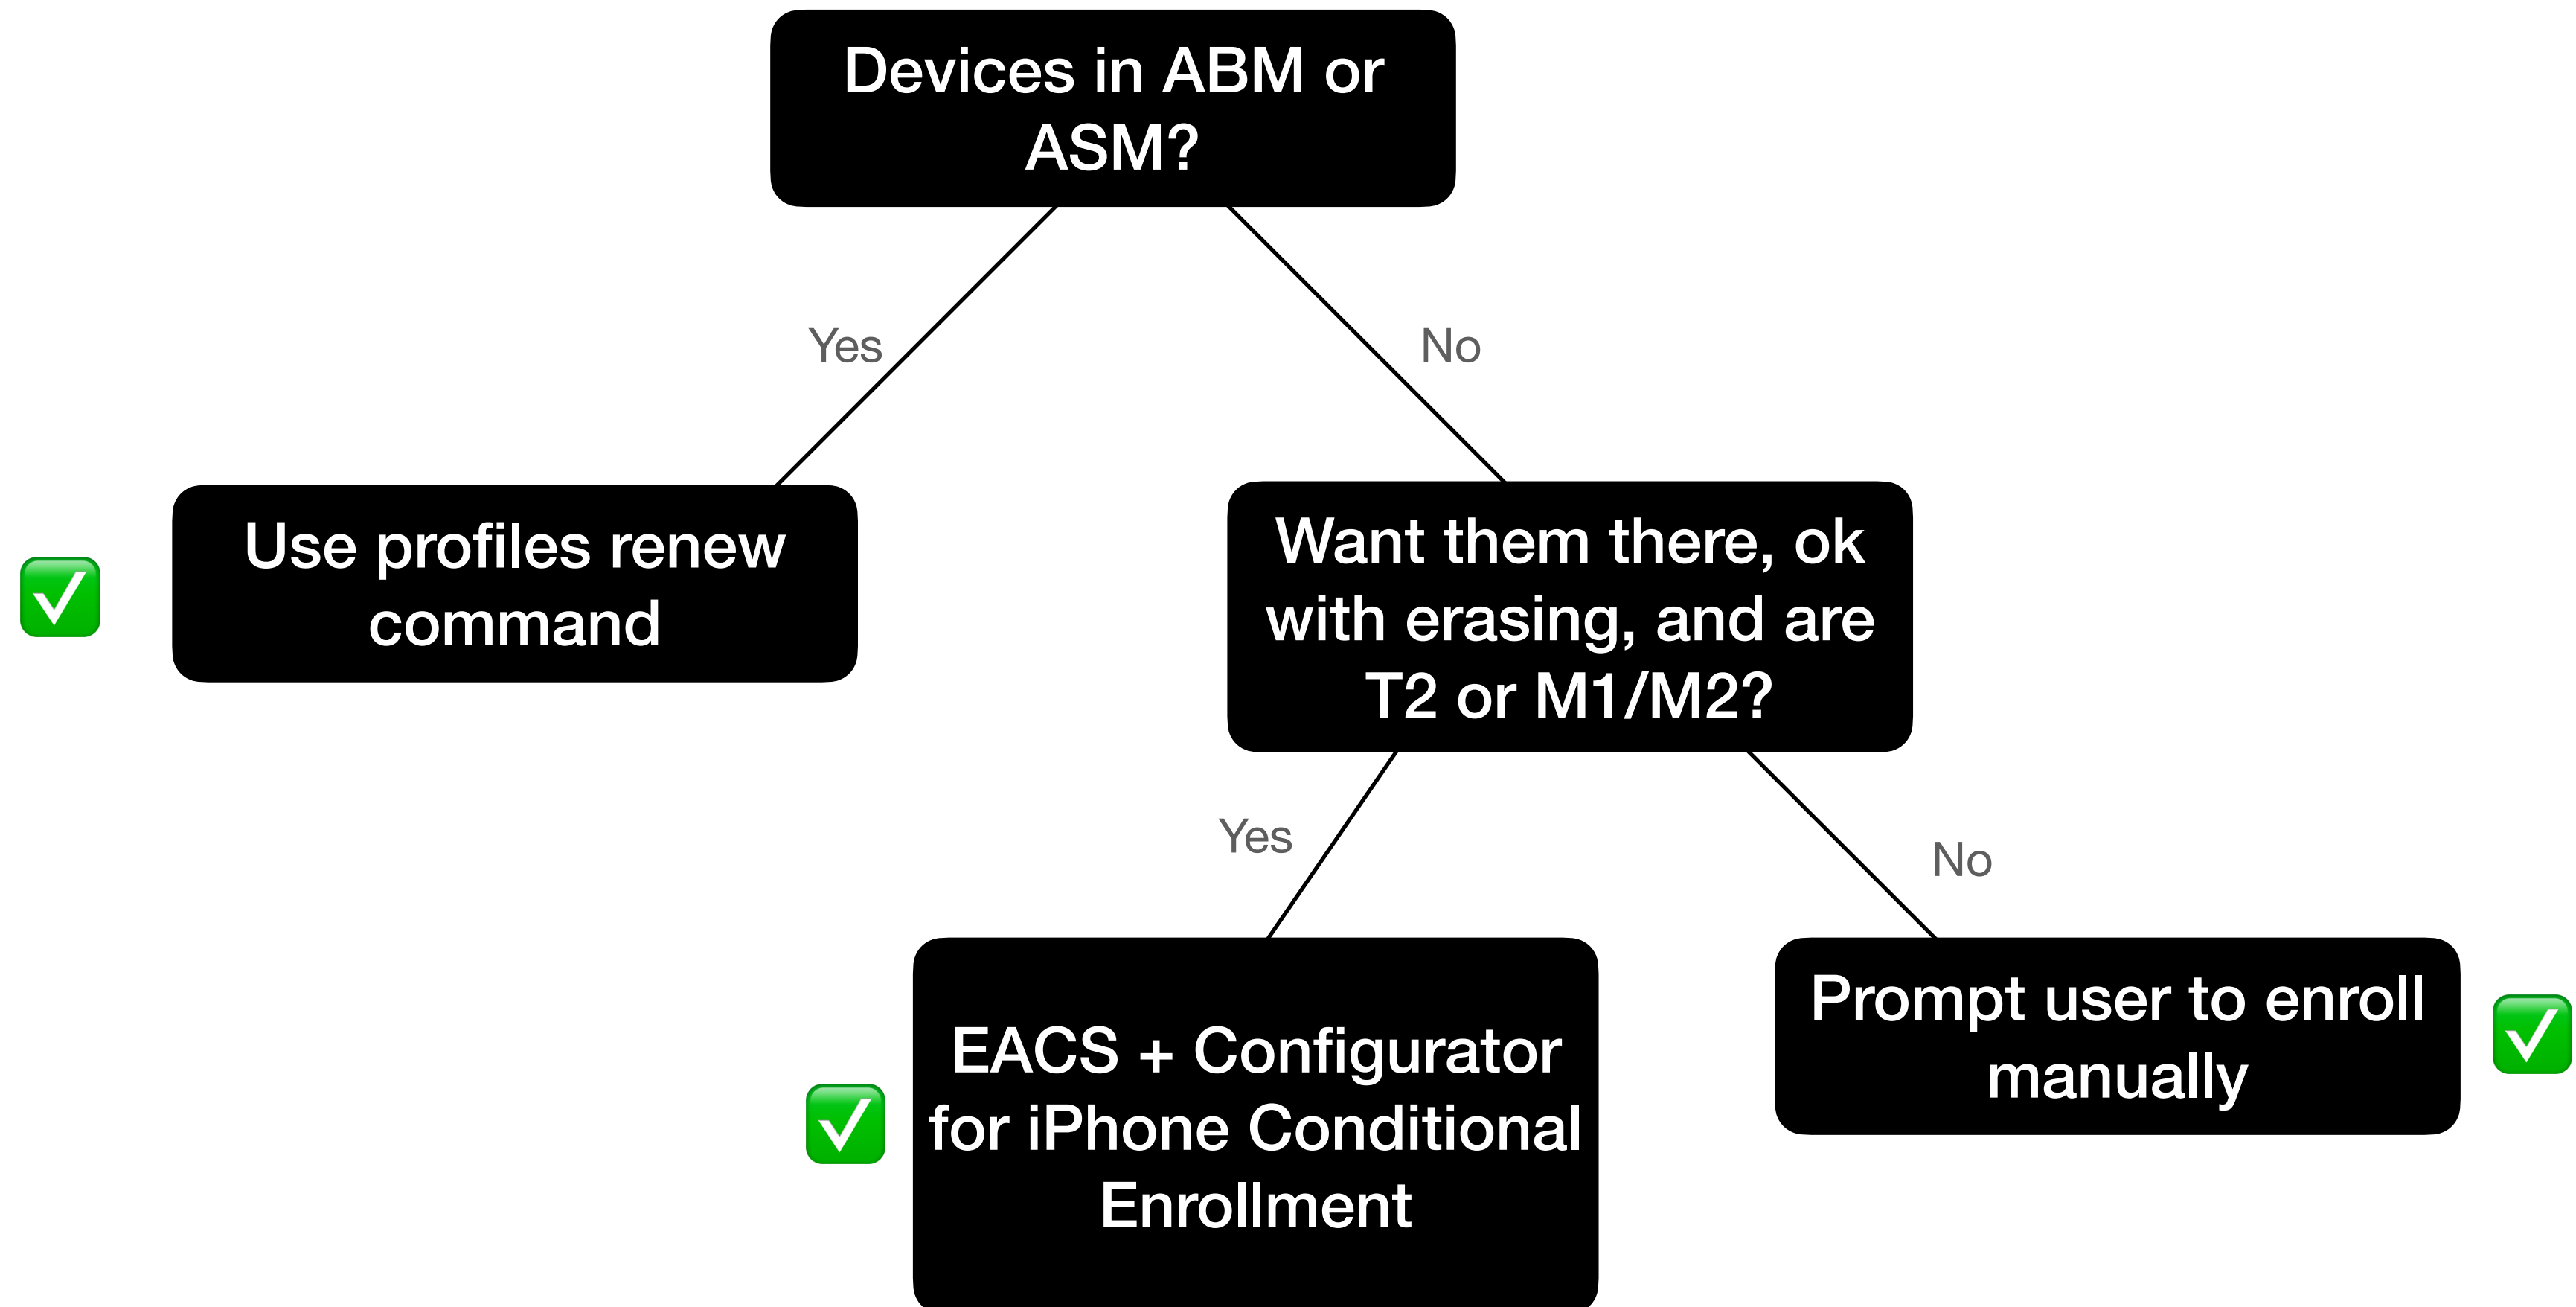 Devices in ABM or
ASM?
Yes
No
Use profiles renew
command
Want them there, ok
with erasing, and are
T2 or M1/M2?
Yes
No
EACS + Configurator
for iPhone Conditional
Enrollment
Prompt user to enroll
manually